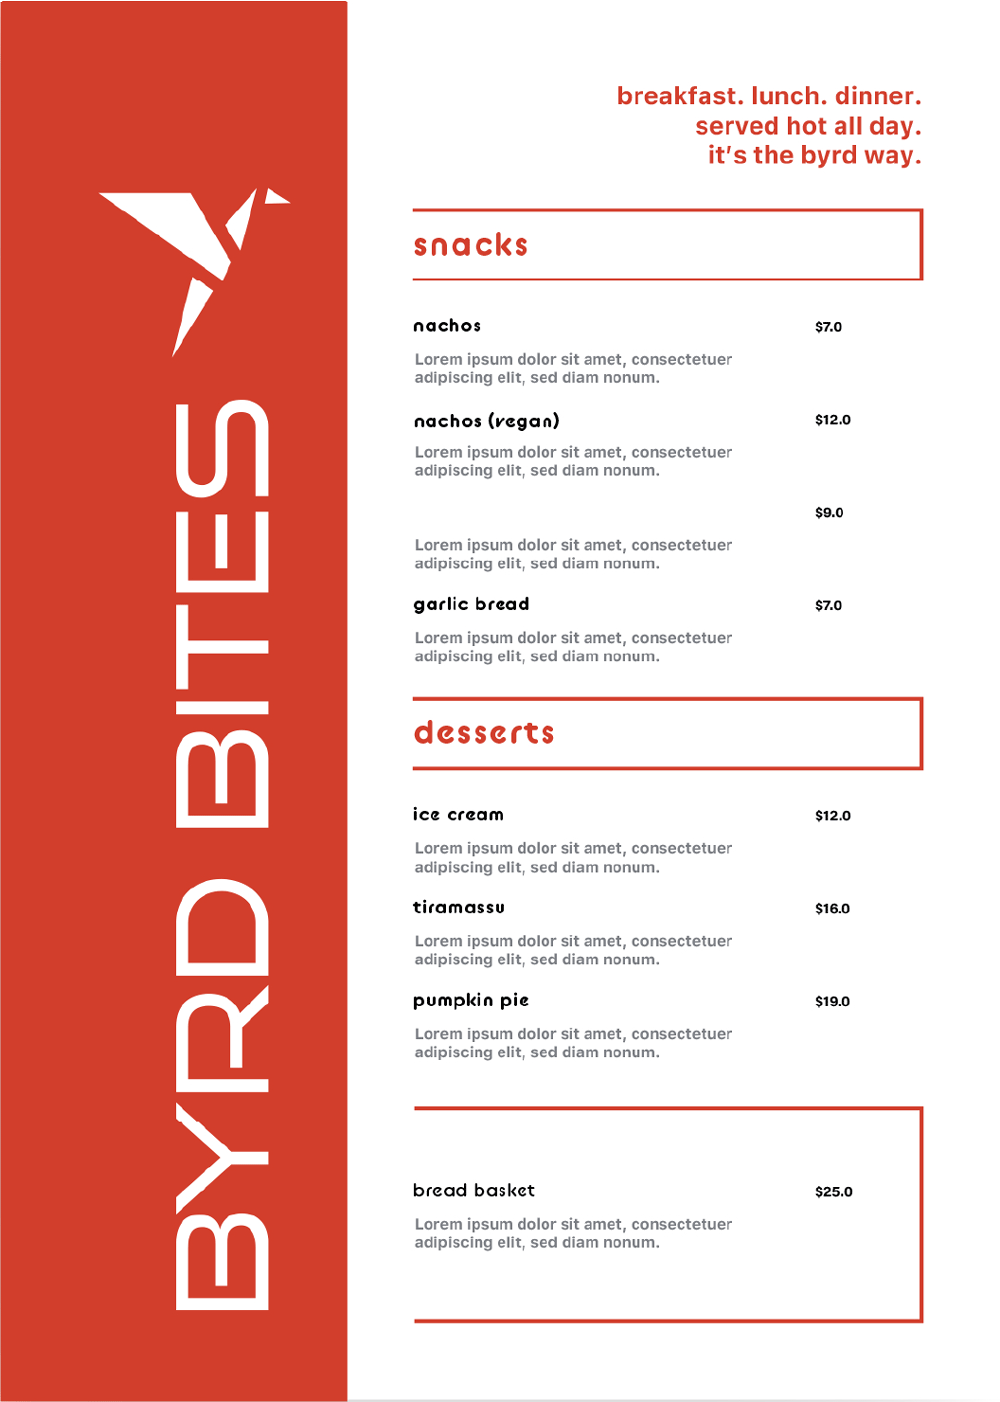 BYRD BITES
breakfast. lunch. dinner.
served hot all day.
it's the byrd way.
snacks
nachos $7.0
Lorem ipsum dolor sit amet, consectetuer
adipiscing elit, sed diam nonum.
nachos (vegan) $12.0
Lorem ipsum dolor sit amet, consectetuer
adipiscing elit, sed diam nonum.
$9.0
Lorem ipsum dolor sit amet, consectetuer
adipiscing elit, sed diam nonum.
garlic bread $7.0
Lorem ipsum dolor sit amet, consectetuer
adipiscing elit, sed diam nonum.
desserts
ice cream $12.0
Lorem ipsum dolor sit amet, consectetuer
adipiscing elit, sed diam nonum.
tiramassu $16.0
Lorem ipsum dolor sit amet, consectetuer
adipiscing elit, sed diam nonum.
pumpkin pie $19.0
Lorem ipsum dolor sit amet, consectetuer
adipiscing elit, sed diam nonum.
bread basket $25.0
Lorem ipsum dolor sit amet, consectetuer
adipiscing elit, sed diam nonum.